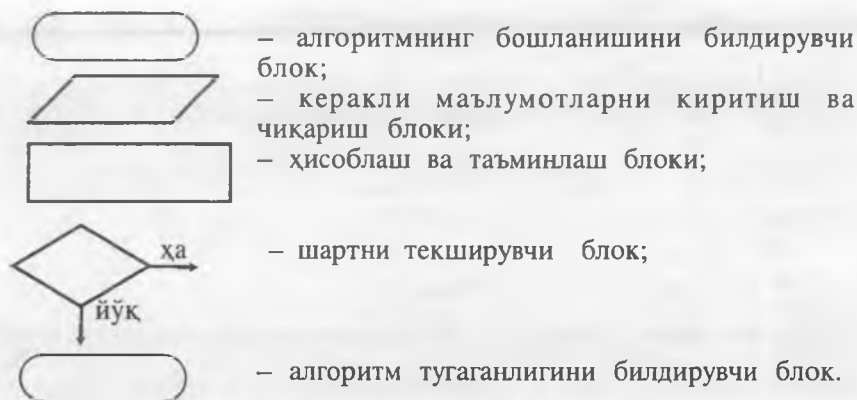 – алгоритмнинг бошланишини билдирувчи
блок;
– керакли маълумотларни киритиш ва
чиқариш блоки;
– ҳисоблаш ва таъминлаш блоки;
ҳа
– шартни текширувчи блок;
йўқ
– алгоритм тугаганлигини билдирувчи блок.